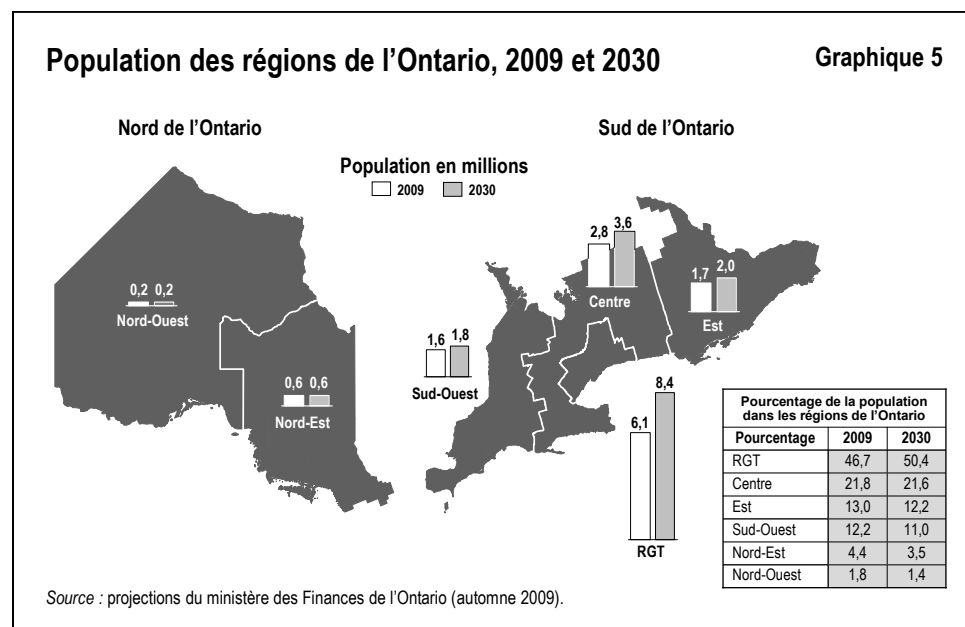 Population des régions de l'Ontario, 2009 et 2030
Graphique 5
Nord de l'Ontario
Sud de l'Ontario
Population en millions
2009 2030
0,2 0,2
Nord-Ouest
0,6 0,6
Nord-Est
1,6 1,8
Sud-Ouest
2,8 3,6
Centre
1,7 2,0
Est
6,1 8,4
RGT
Pourcentage de la population
dans les régions de l'Ontario
Pourcentage 2009 2030
RGT 46,7 50,4
Centre 21,8 21,6
Est 13,0 12,2
Sud-Ouest 12,2 11,0
Nord-Est 4,4 3,5
Nord-Ouest 1,8 1,4
Source : projections du ministère des Finances de l'Ontario (automne 2009).